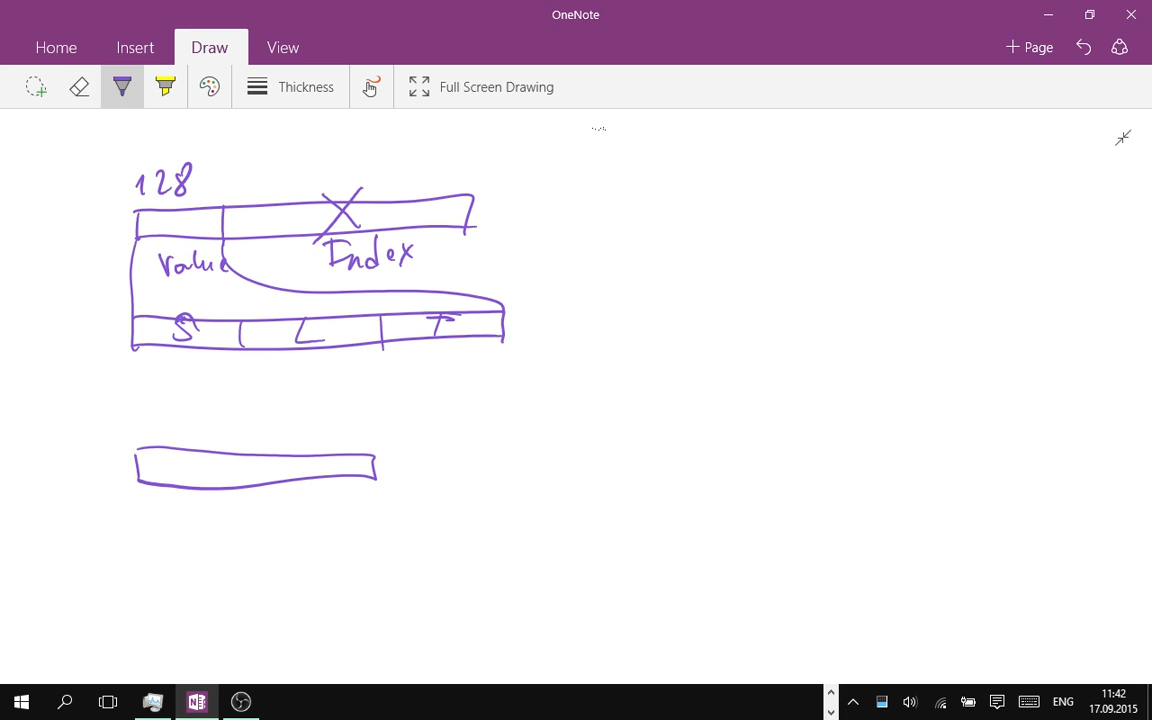 OneNote
Home Insert Draw View
Page
Thickness
Full Screen Drawing
128
X
Value Index
S L T
ENG
11:42
17.09.2015